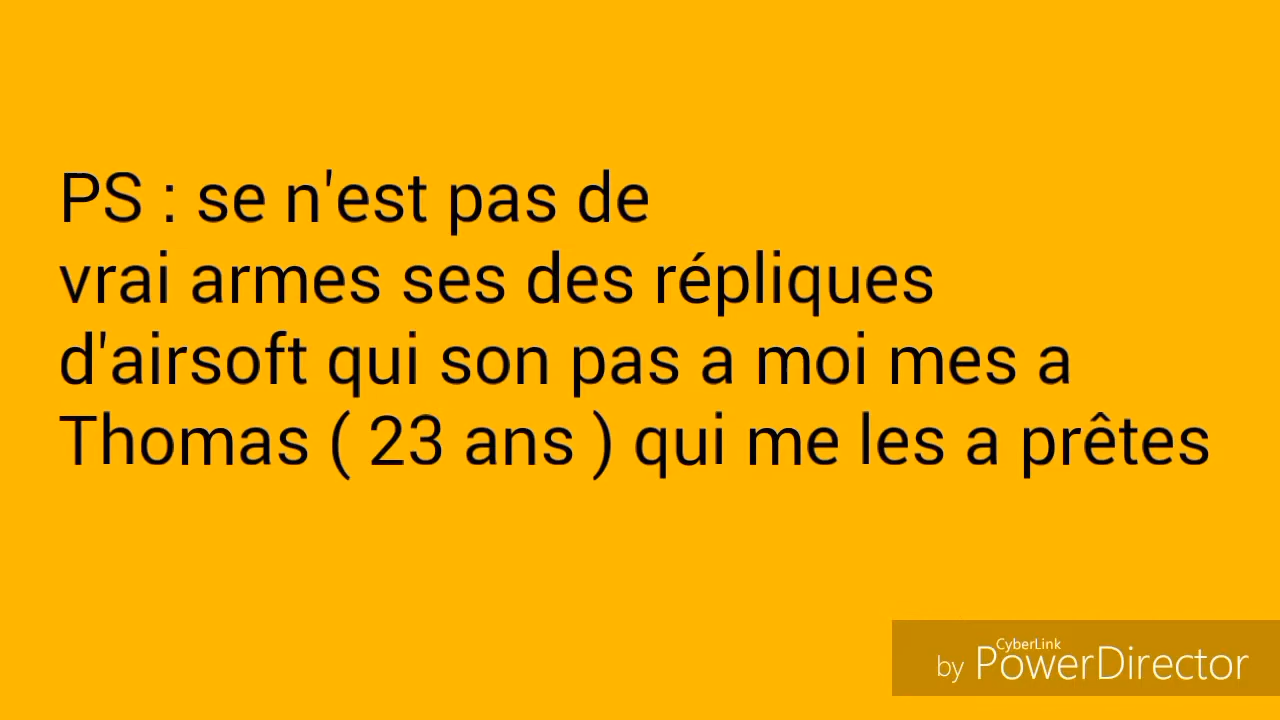 PS : se n'est pas de
vrai armes ses des répliques
d'airsoft qui son pas a moi mes a
Thomas ( 23 ans ) qui me les a prêtes
CyberLink
by PowerDirector